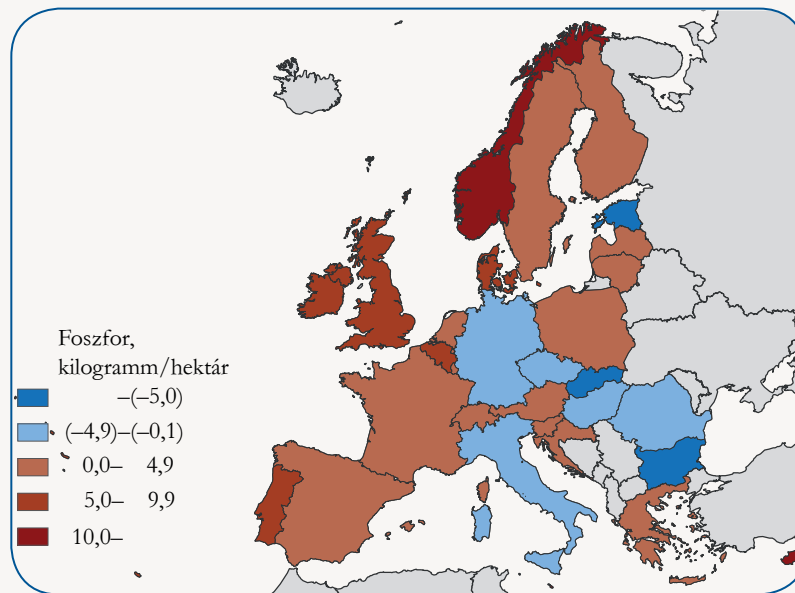 Foszfor,
kilogramm/hektár
–(–5,0)
(–4,9)–(–0,1)
0,0– 4,9
5,0– 9,9
10,0–